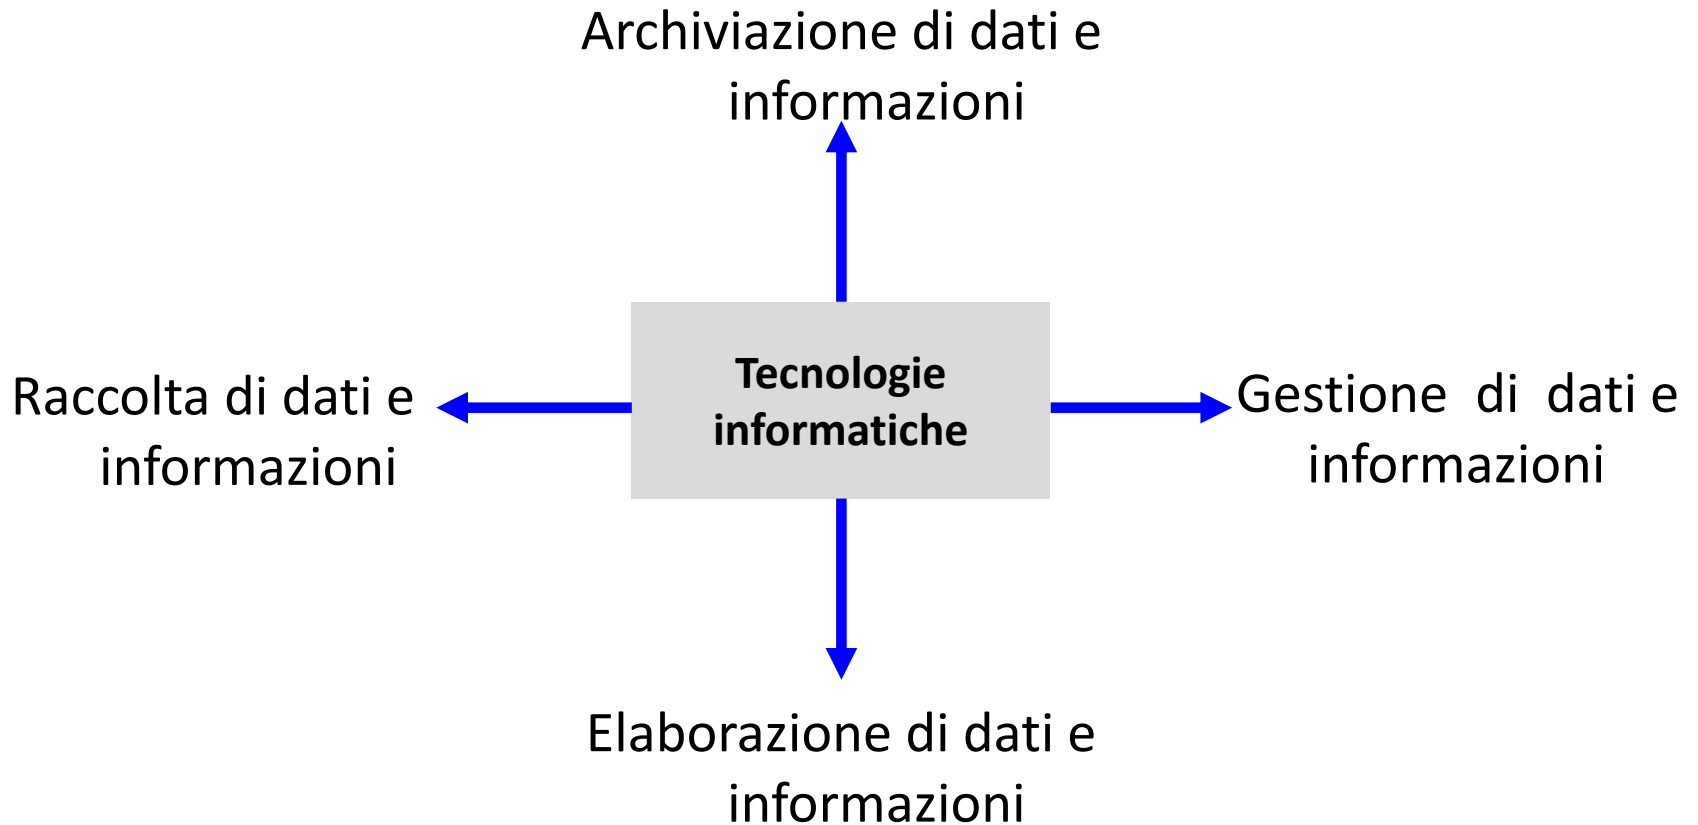 Archiviazione di dati e
informazioni
Tecnologie
informatiche
Raccolta di dati e
informazioni
Gestione di dati e
informazioni
Elaborazione di dati e
informazioni